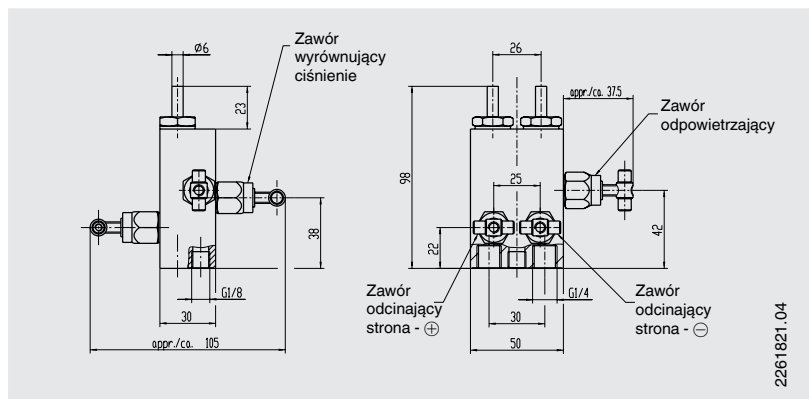 Ø6
Zawór
wyrównujący
ciśnienie
23
38
G1/8
30
appr./ca. 105
26
appr./ca. 37.5
Zawór
odpowietrzający
98
25
22
42
Zawór
odcinający
strona - ⊕
G1/4
Zawór
odcinający
strona - ⊖
30
50
2261821.04